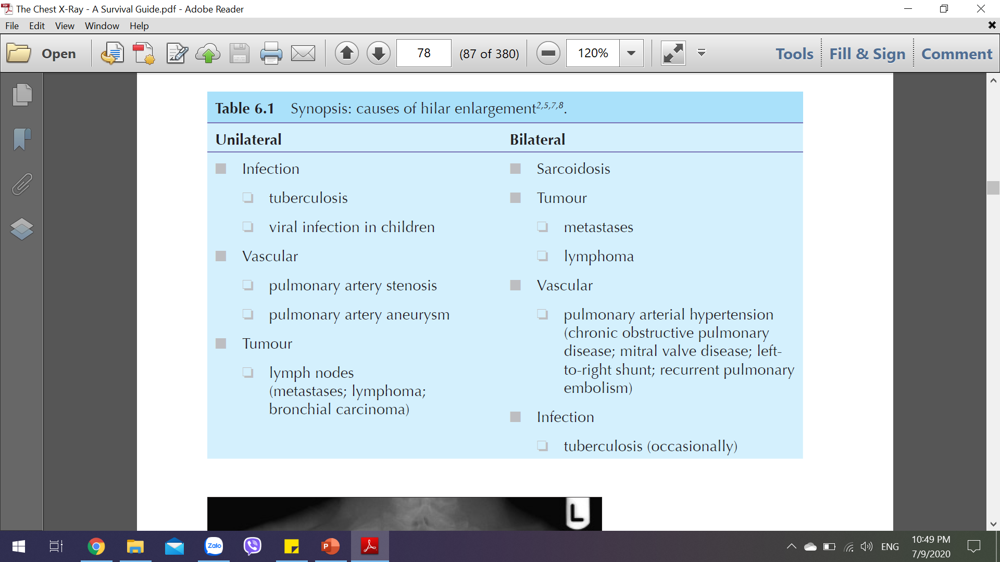 The Chest X-Ray - A Survival Guide.pdf - Adobe Reader
File Edit View Window Help
Open 78 (87 of 380) 120% Tools Fill & Sign Comment
Table 6.1 Synopsis: causes of hilar enlargement2,5,7,8.
Unilateral
Infection
tuberculosis
viral infection in children
Vascular
pulmonary artery stenosis
pulmonary artery aneurysm
Tumour
lymph nodes
(metastases; lymphoma;
bronchial carcinoma)
Bilateral
Sarcoidosis
Tumour
metastases
lymphoma
Vascular
pulmonary arterial hypertension
(chronic obstructive pulmonary
disease; mitral valve disease; left-
to-right shunt; recurrent pulmonary
embolism)
Infection
tuberculosis (occasionally)
L
Zalo
P
ENG
10:49 PM
7/9/2020